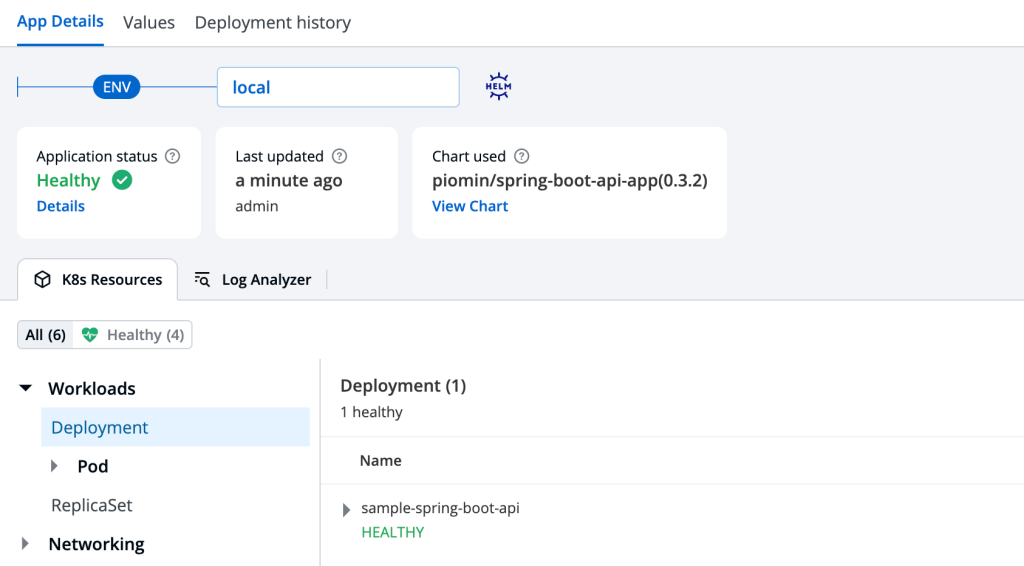 App Details Values Deployment history
ENV local HELM
Application status ? Last updated ? Chart used ?
Healthy a minute ago piomin/spring-boot-api-app(0.3.2)
Details admin View Chart
K8s Resources Log Analyzer
All (6) Healthy (4)
Workloads
Deployment
Pod
ReplicaSet
Networking
Deployment (1)
1 healthy
Name
sample-spring-boot-api
HEALTHY